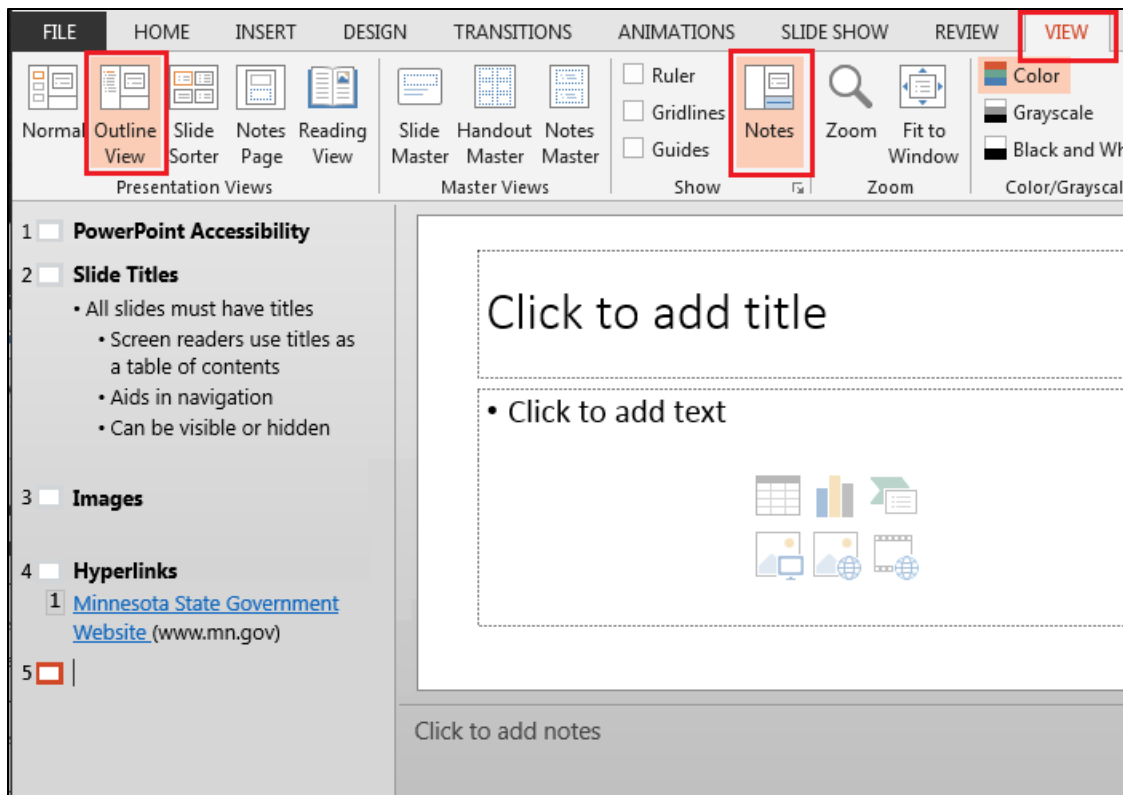 FILE HOME INSERT DESIGN TRANSITIONS ANIMATIONS SLIDE SHOW REVIEW VIEW
Normal
Outline
View
Slide
Sorter
Notes
Page
Reading
View
Presentation Views
Slide
Master
Handout
Master
Notes
Master
Master Views
Ruler
Gridlines
Guides
Notes
Show
Zoom
Fit to
Window
Zoom
Color
Grayscale
Black and Wh
Color/Grayscal
1 PowerPoint Accessibility
2 Slide Titles
• All slides must have titles
• Screen readers use titles as
a table of contents
• Aids in navigation
• Can be visible or hidden
3 Images
4 Hyperlinks
1 Minnesota State Government
Website (www.mn.gov)
5
Click to add title
• Click to add text
Click to add notes